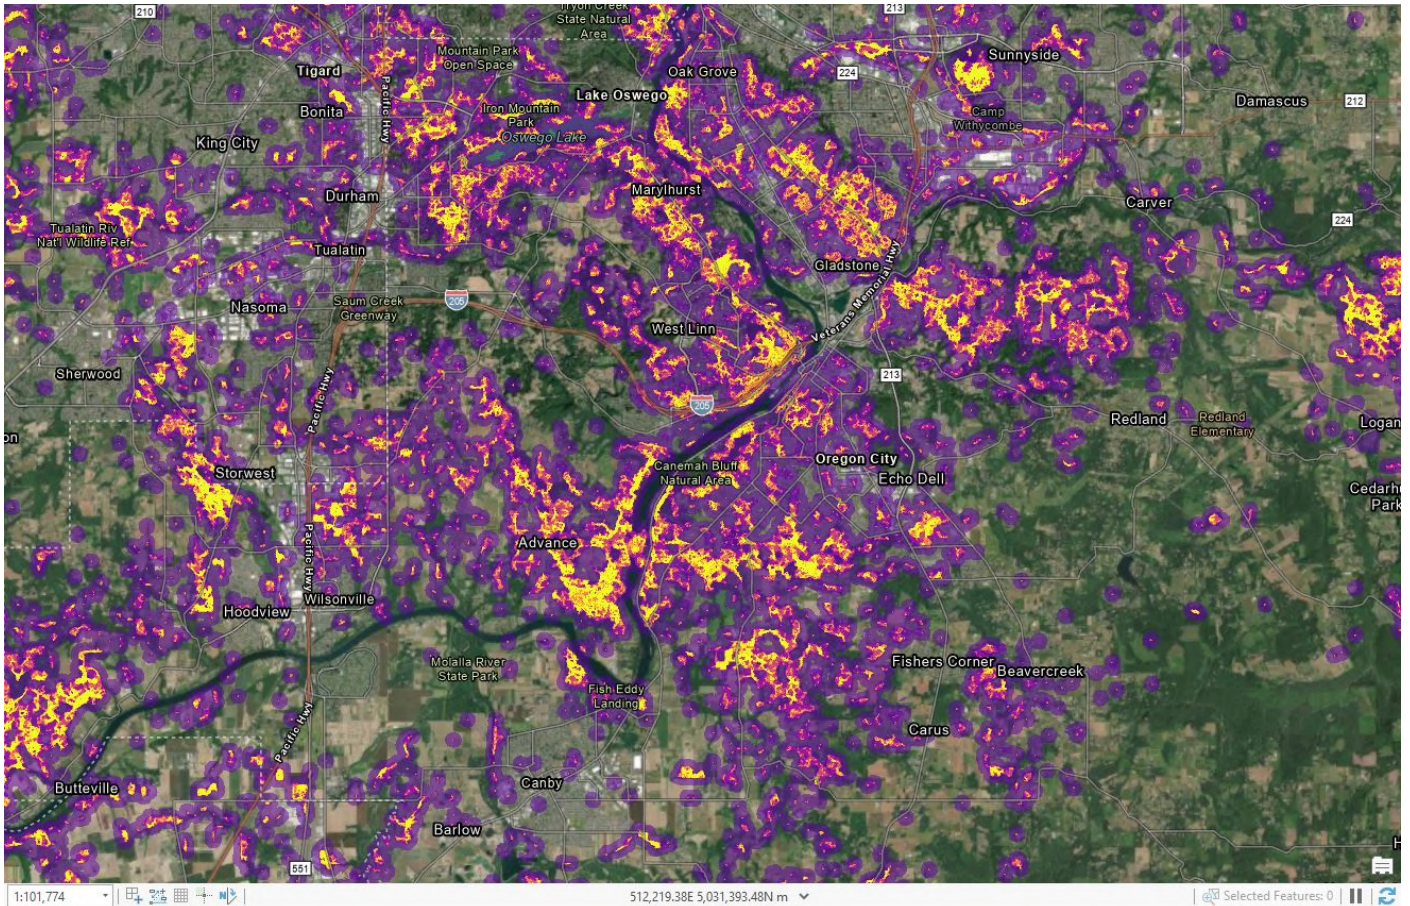 210
Tryon Creek
State Natural
Area
213
Mountain Park
Open Space
Sunnyside
Tigard
Oak Grove
224
Lake Oswego
Pacific Hwy
Damascus
212
Bonita
Iron Mountain
Park
Camp
Withycombe
Oswego Lake
King City
Marylhurst
Durham
Carver
224
Tualatin Riv
Nat'l Wildlife Ref
Tualatin
Gladstone
Veterans Memorial Hwy
205
Nasoma
Saum Creek
Greenway
West Linn
Sherwood
213
Pacific Hwy
205
Redland
Redland
Elementary
Logan
on
Oregon City
Canemah Bluff
Natural Area
Storwest
Echo Dell
Cedarhu
Park
Pacific Hwy
Advance
Wilsonville
Hoodview
Molalla River
State Park
Fishers Corner
Beavercreek
Fish Eddy
Landing
Pacific Hwy
Carus
Butteville
Canby
Barlow
H
551
1:101,774
512,219.38E 5,031,393.48N m
Selected Features: 0